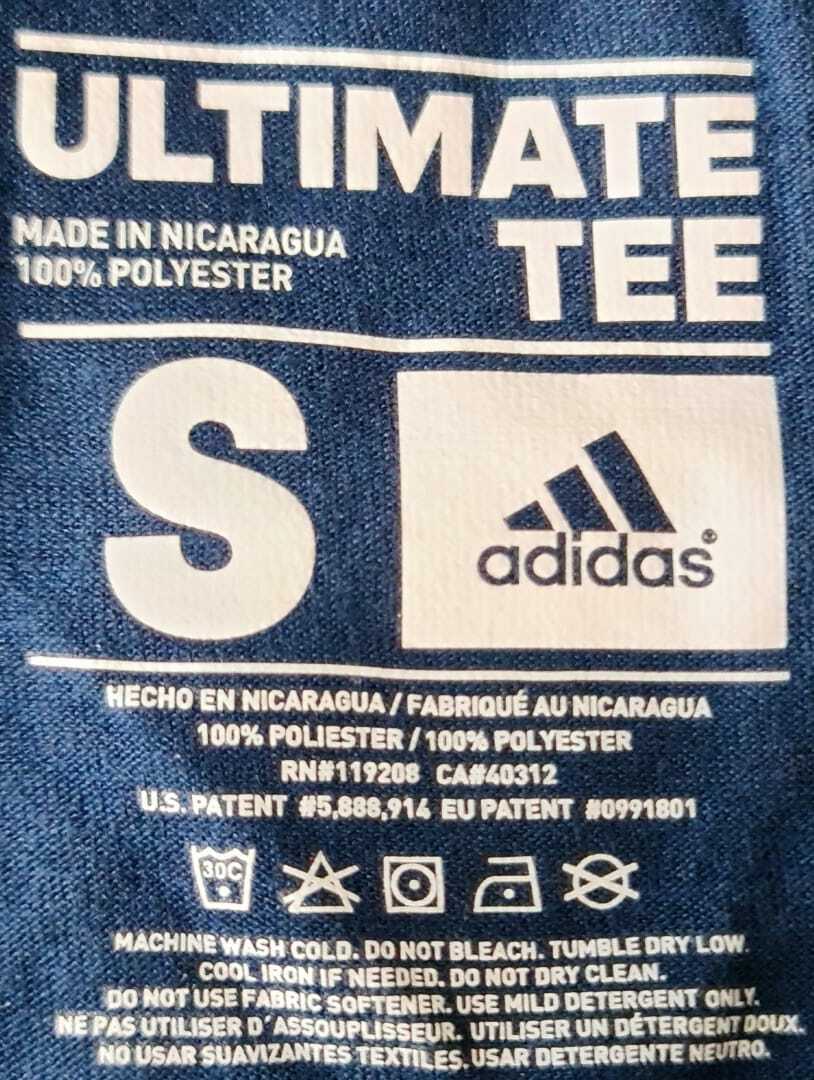 ULTIMATE
TEE
MADE IN NICARAGUA
100% POLYESTER
S
adidas®
HECHO EN NICARAGUA / FABRIQUÉ AU NICARAGUA
100% POLIESTER / 100% POLYESTER
RN#119208 CA#40312
U.S. PATENT #5,888,914 EU PATENT #0991801
30C
MACHINE WASH COLD. DO NOT BLEACH. TUMBLE DRY LOW.
COOL IRON IF NEEDED. DO NOT DRY CLEAN.
DO NOT USE FABRIC SOFTENER. USE MILD DETERGENT ONLY.
NE PAS UTILISER D'ASSOUPLISSEUR. UTILISER UN DÉTERGENT DOUX.
NO USAR SUAVIZANTES TEXTILES. USAR DETERGENTE NEUTRO.